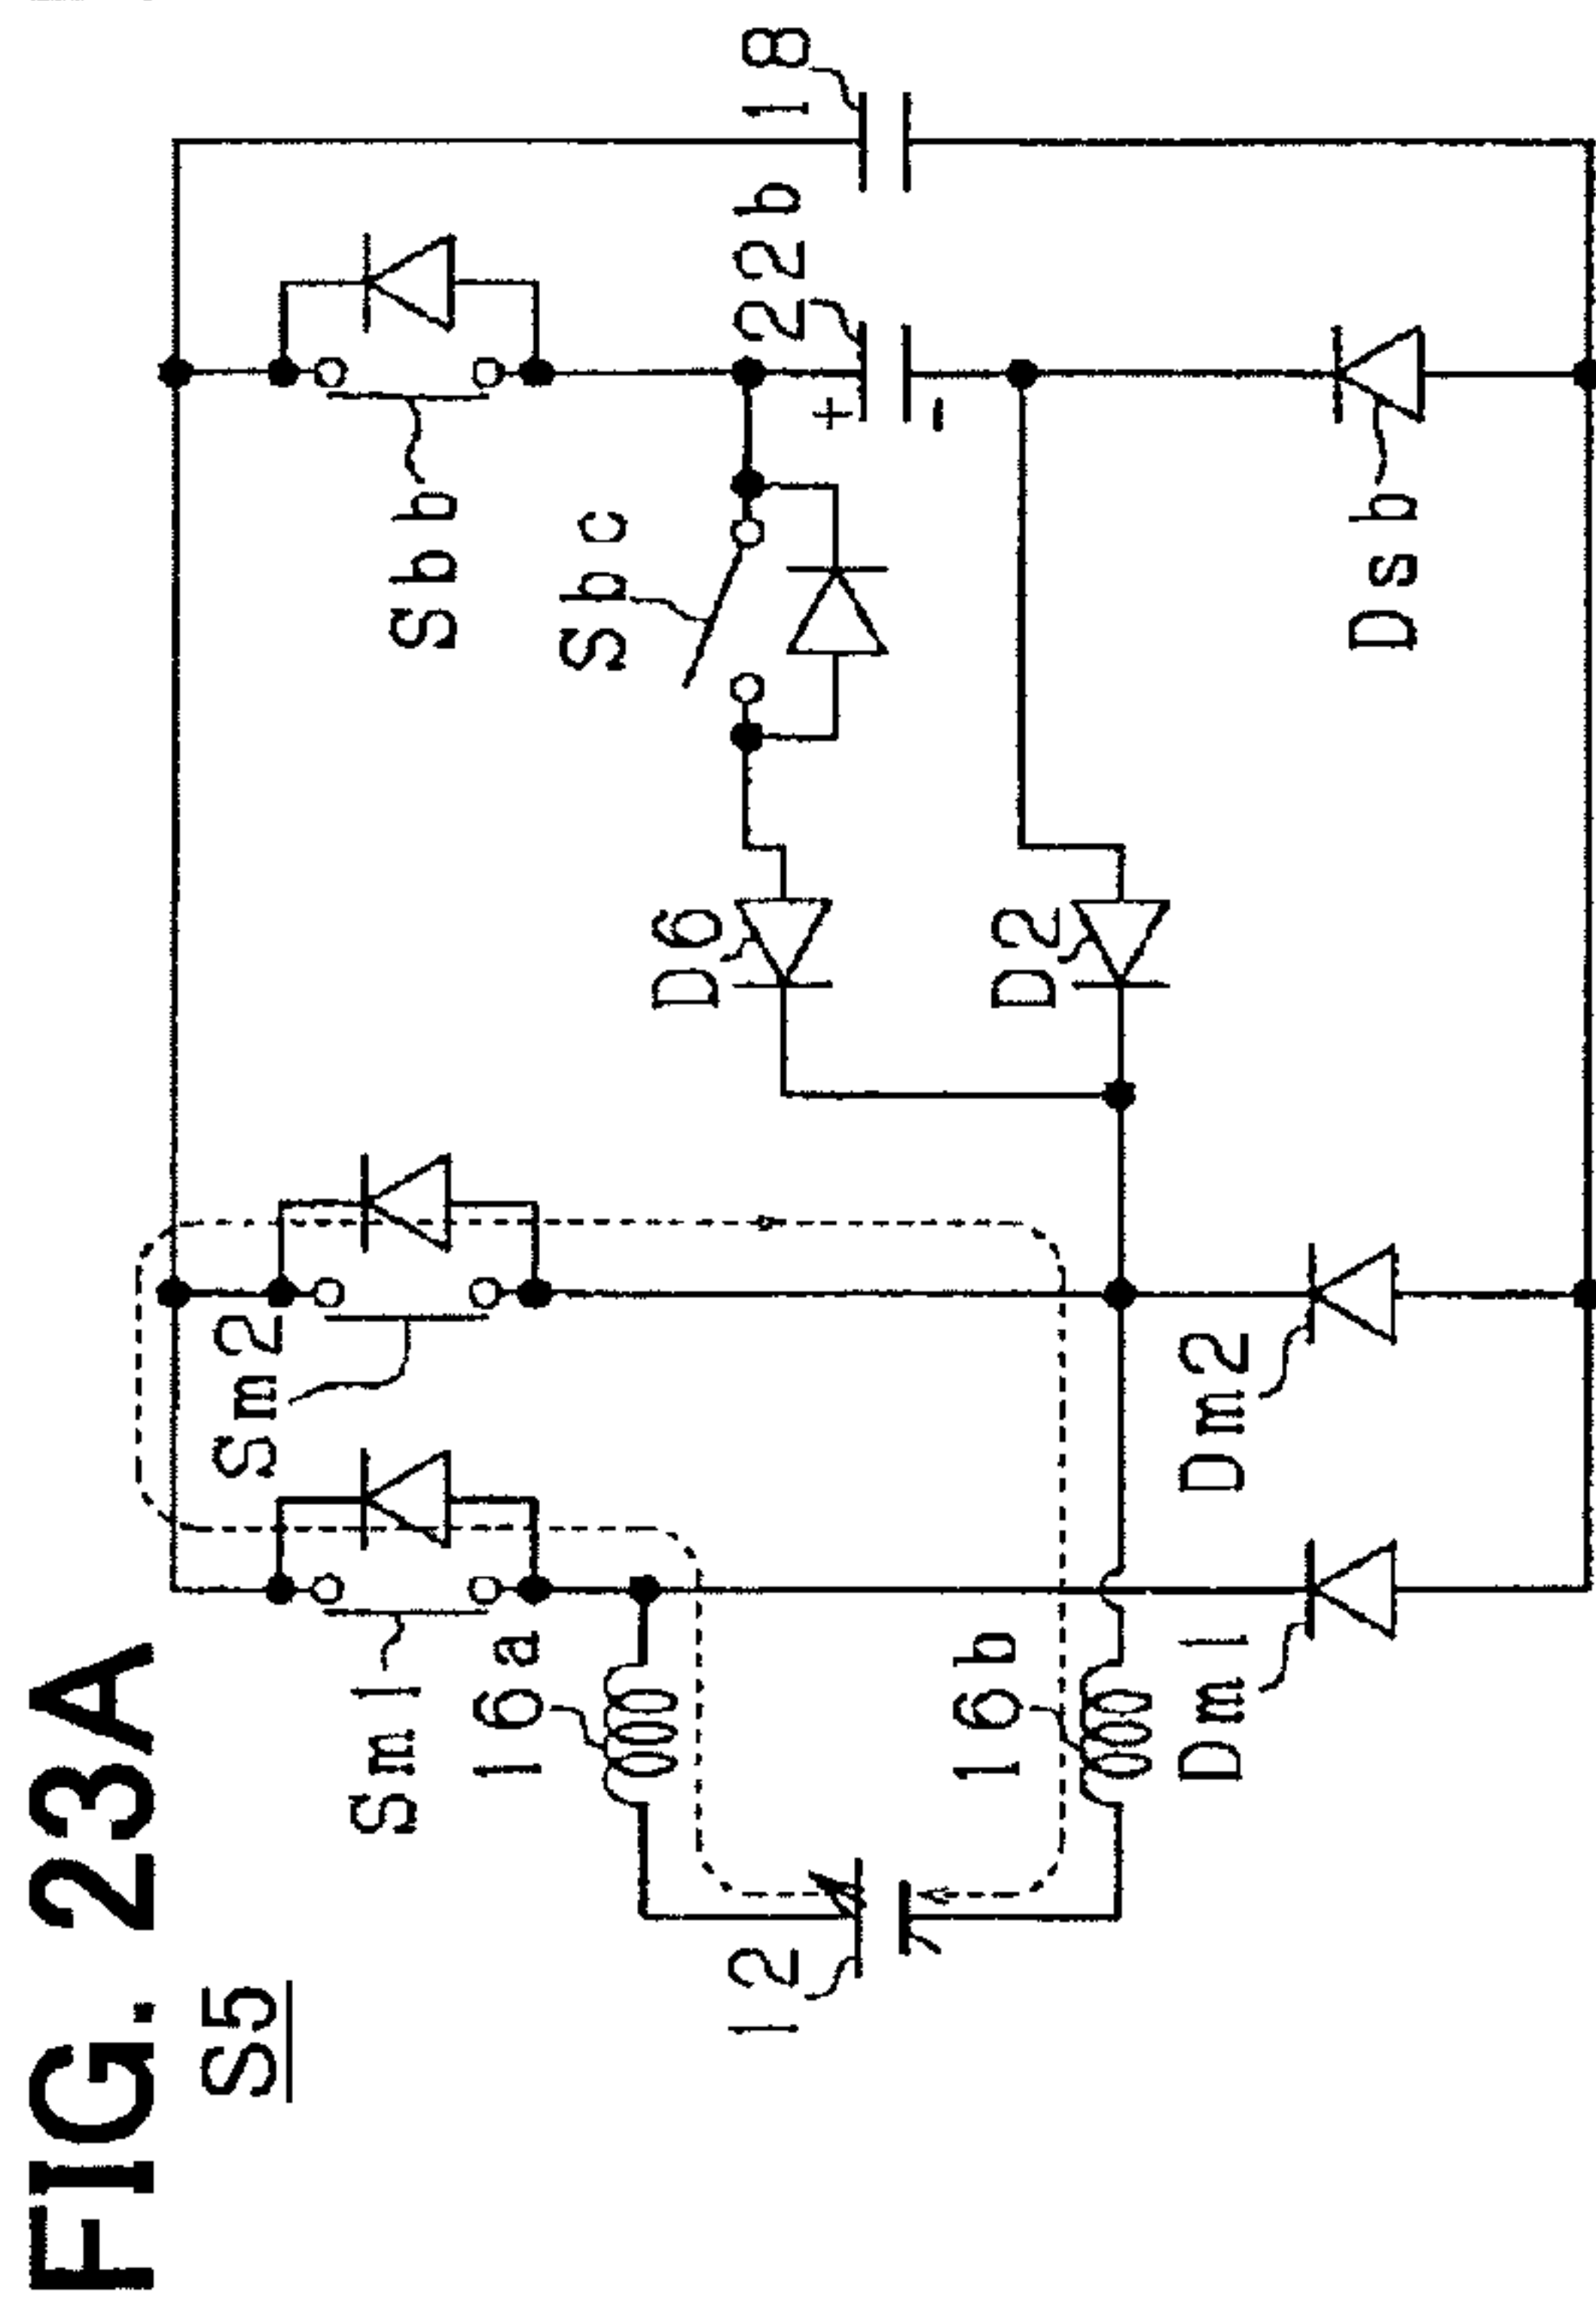 FIG. 23A
S5
Sm1
Sm2
Sbb
18
22b
+
-
Sbc
16a
D6
12
16b
D2
Dm1
Dm2
Dsb